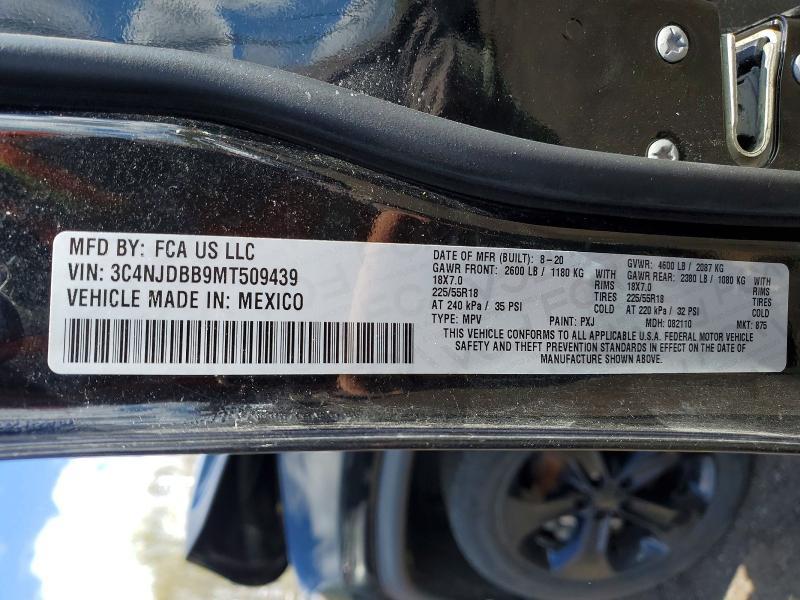 MFD BY: FCA US LLC
VIN: 3C4NJDBB9MT509439
VEHICLE MADE IN: MEXICO
DATE OF MFR (BUILT): 8-20
GVWR: 4600 LB / 2087 KG
GAWR FRONT: 2600 LB / 1180 KG
GAWR REAR: 2380 LB / 1080 KG
18X7.0 RIMS 18X7.0 RIMS
225/55R18 TIRES 225/55R18 TIRES
AT 240 kPa / 35 PSI COLD AT 220 kPa / 32 PSI COLD
TYPE: MPV PAINT: PXJ MDH: 082110 MKT: 875
THIS VEHICLE CONFORMS TO ALL APPLICABLE U.S.A. FEDERAL MOTOR VEHICLE
SAFETY AND THEFT PREVENTION STANDARDS IN EFFECT ON THE DATE OF
MANUFACTURE SHOWN ABOVE.